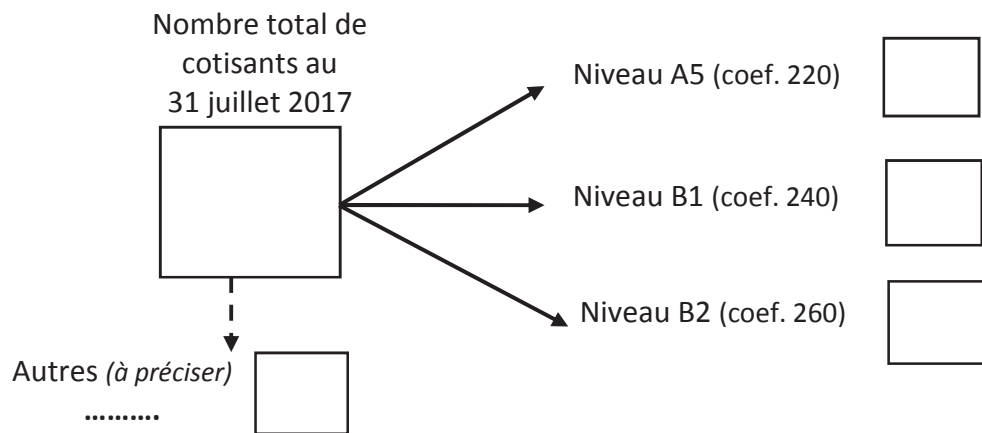 Nombre total de
cotisants au
31 juillet 2017
Niveau A5 (coef. 220)
Niveau B1 (coef. 240)
Niveau B2 (coef. 260)
Autres (à préciser)
..........